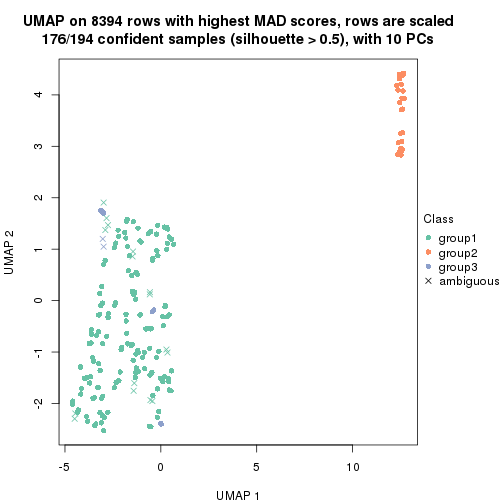 UMAP on 8394 rows with highest MAD scores, rows are scaled
176/194 confident samples (silhouette > 0.5), with 10 PCs
4
3
2
1
0
-1
-2
UMAP 2
-5
0
5
10
UMAP 1
Class
group1
group2
group3
ambiguous